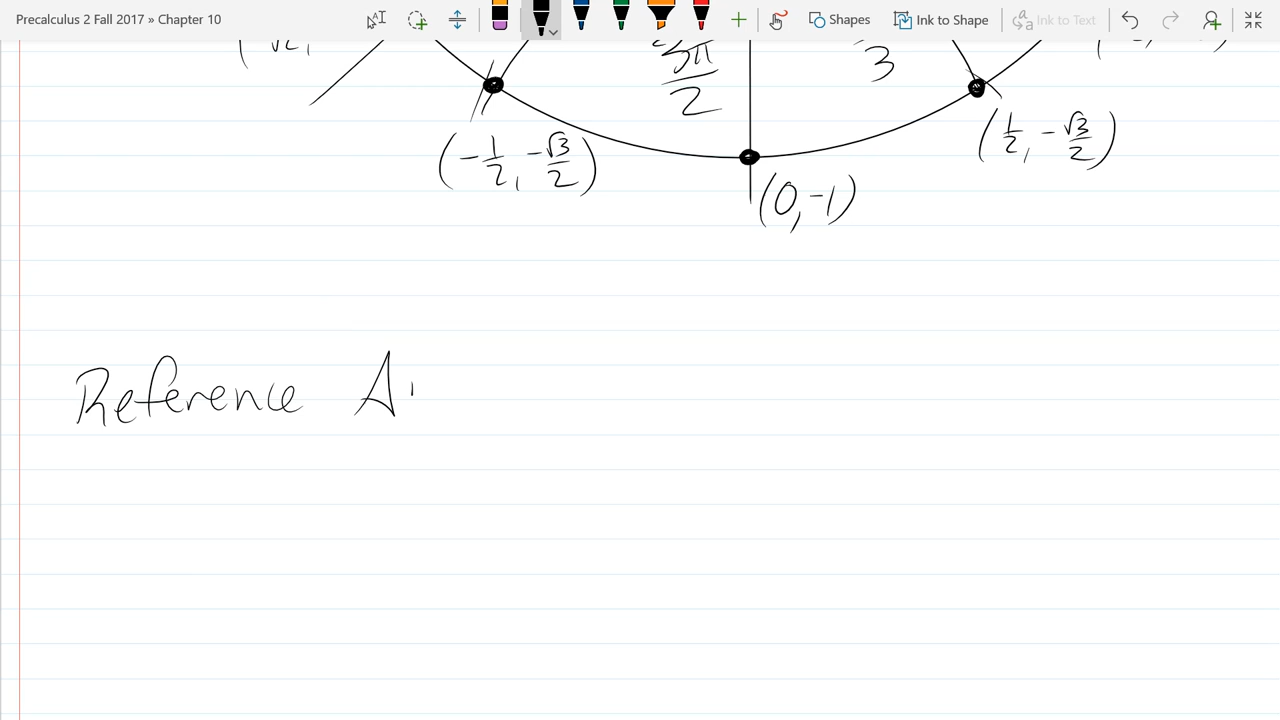 Precalculus 2 Fall 2017 » Chapter 10
Shapes
Ink to Shape
Ink to Text
3π/2
3
(-1/2, -√3/2)
(1/2, -√3/2)
(0, -1)
Reference A